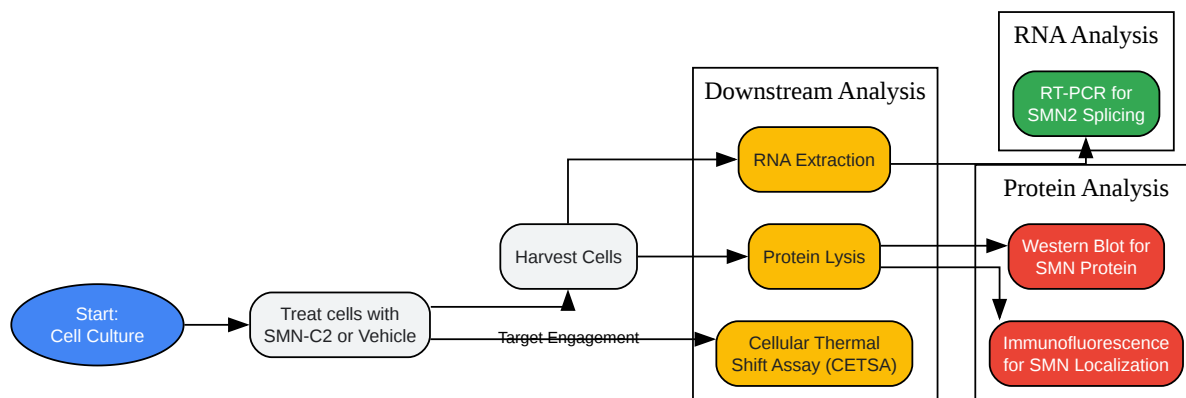 RNA Analysis
RT-PCR for
SMN2 Splicing
Downstream Analysis
RNA Extraction
Protein Analysis
Harvest Cells
Protein Lysis
Western Blot for
SMN Protein
Start:
Cell Culture
Treat cells with
SMN-C2 or Vehicle
Target Engagement
Cellular Thermal
Shift Assay (CETSA)
Immunofluorescence
for SMN Localization